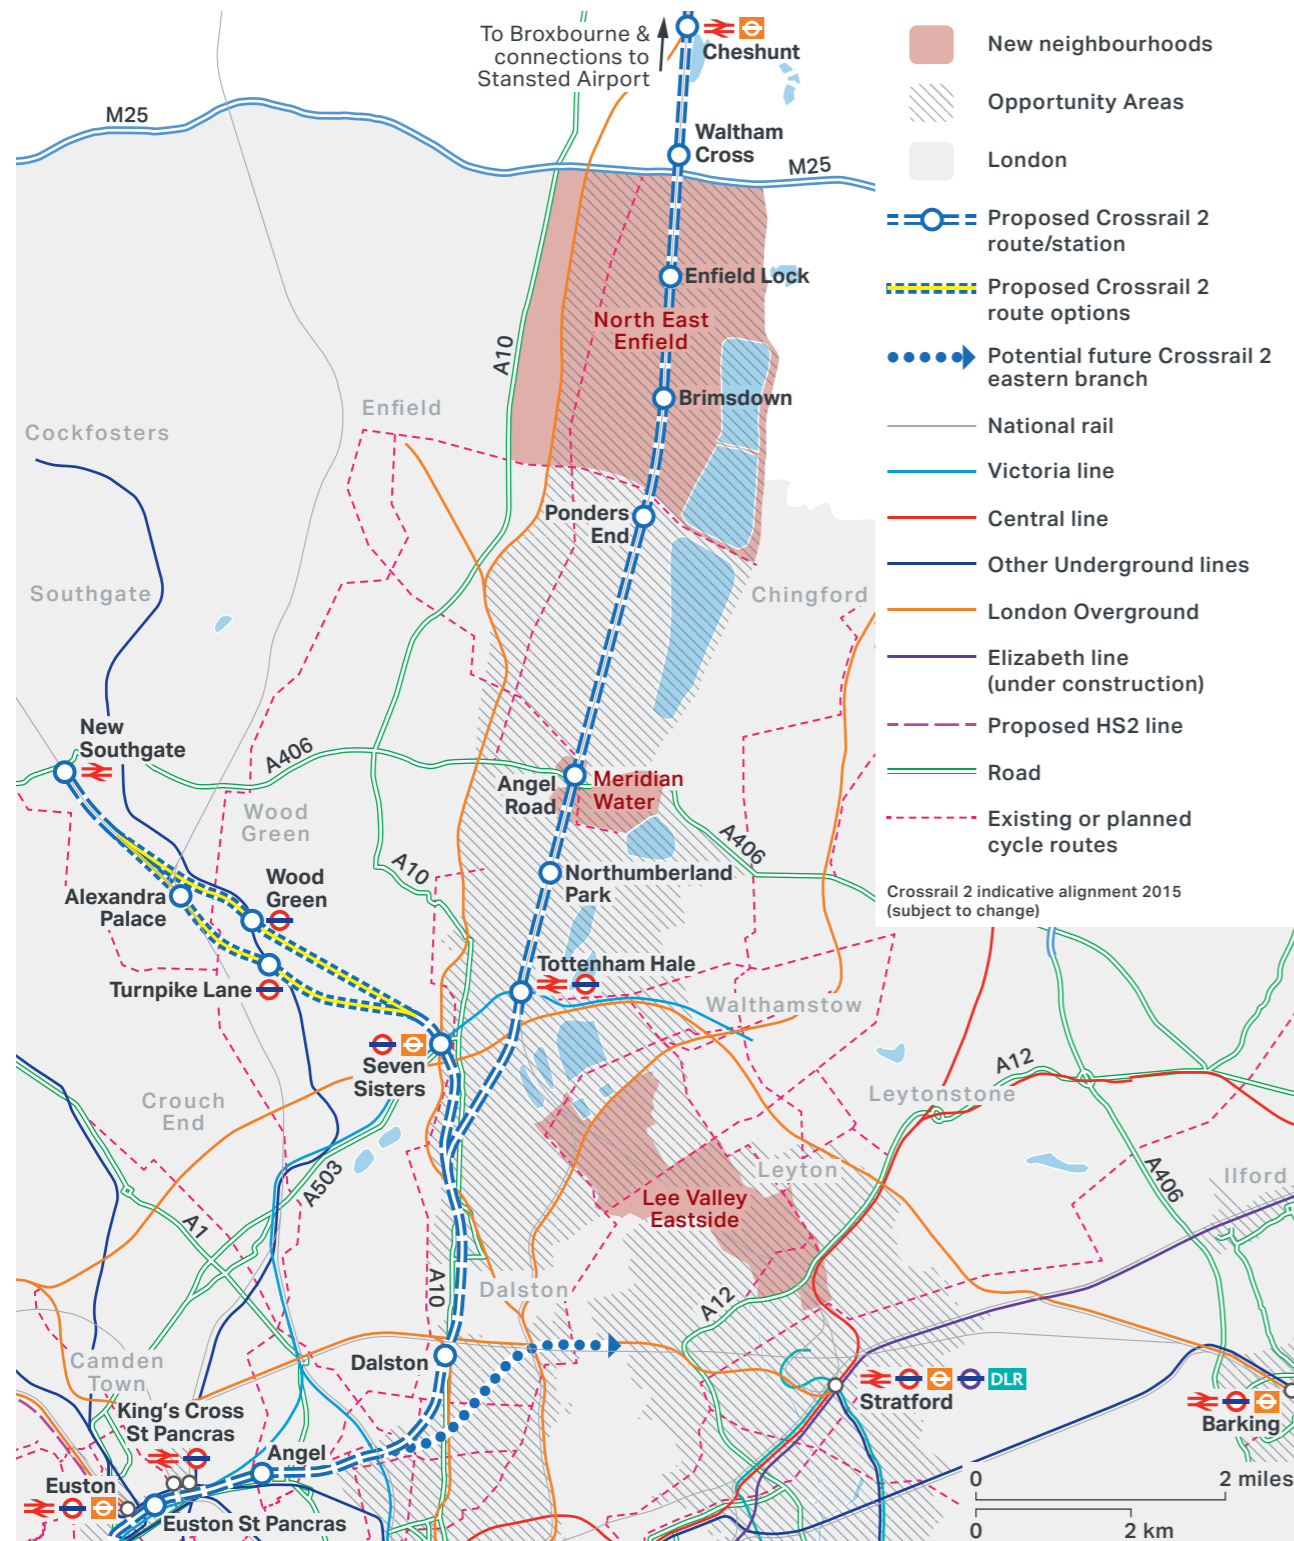 To Broxbourne &
connections to
Stansted Airport
Cheshunt
M25
Waltham
Cross
M25
Enfield Lock
North East
Enfield
A10
Brimsdown
Enfield
Cockfosters
Ponders
End
Southgate
Chingford
New
Southgate
A406
Angel
Road
Meridian
Water
Wood
Green
A406
A10
Wood
Green
Northumberland
Park
Alexandra
Palace
Tottenham Hale
Turnpike Lane
Walthamstow
Seven
Sisters
A12
Leytonstone
Crouch
End
A503
Leyton
A406
Ilford
Lee Valley
Eastside
A1
A10
Dalston
A12
Dalston
Camden
Town
DLR
Stratford
Barking
King's Cross
St Pancras
Angel
Euston
Euston St Pancras
New neighbourhoods
Opportunity Areas
London
Proposed Crossrail 2
route/station
Proposed Crossrail 2
route options
Potential future Crossrail 2
eastern branch
National rail
Victoria line
Central line
Other Underground lines
London Overground
Elizabeth line
(under construction)
Proposed HS2 line
Road
Existing or planned
cycle routes
Crossrail 2 indicative alignment 2015
(subject to change)
0 2 miles
0 2 km